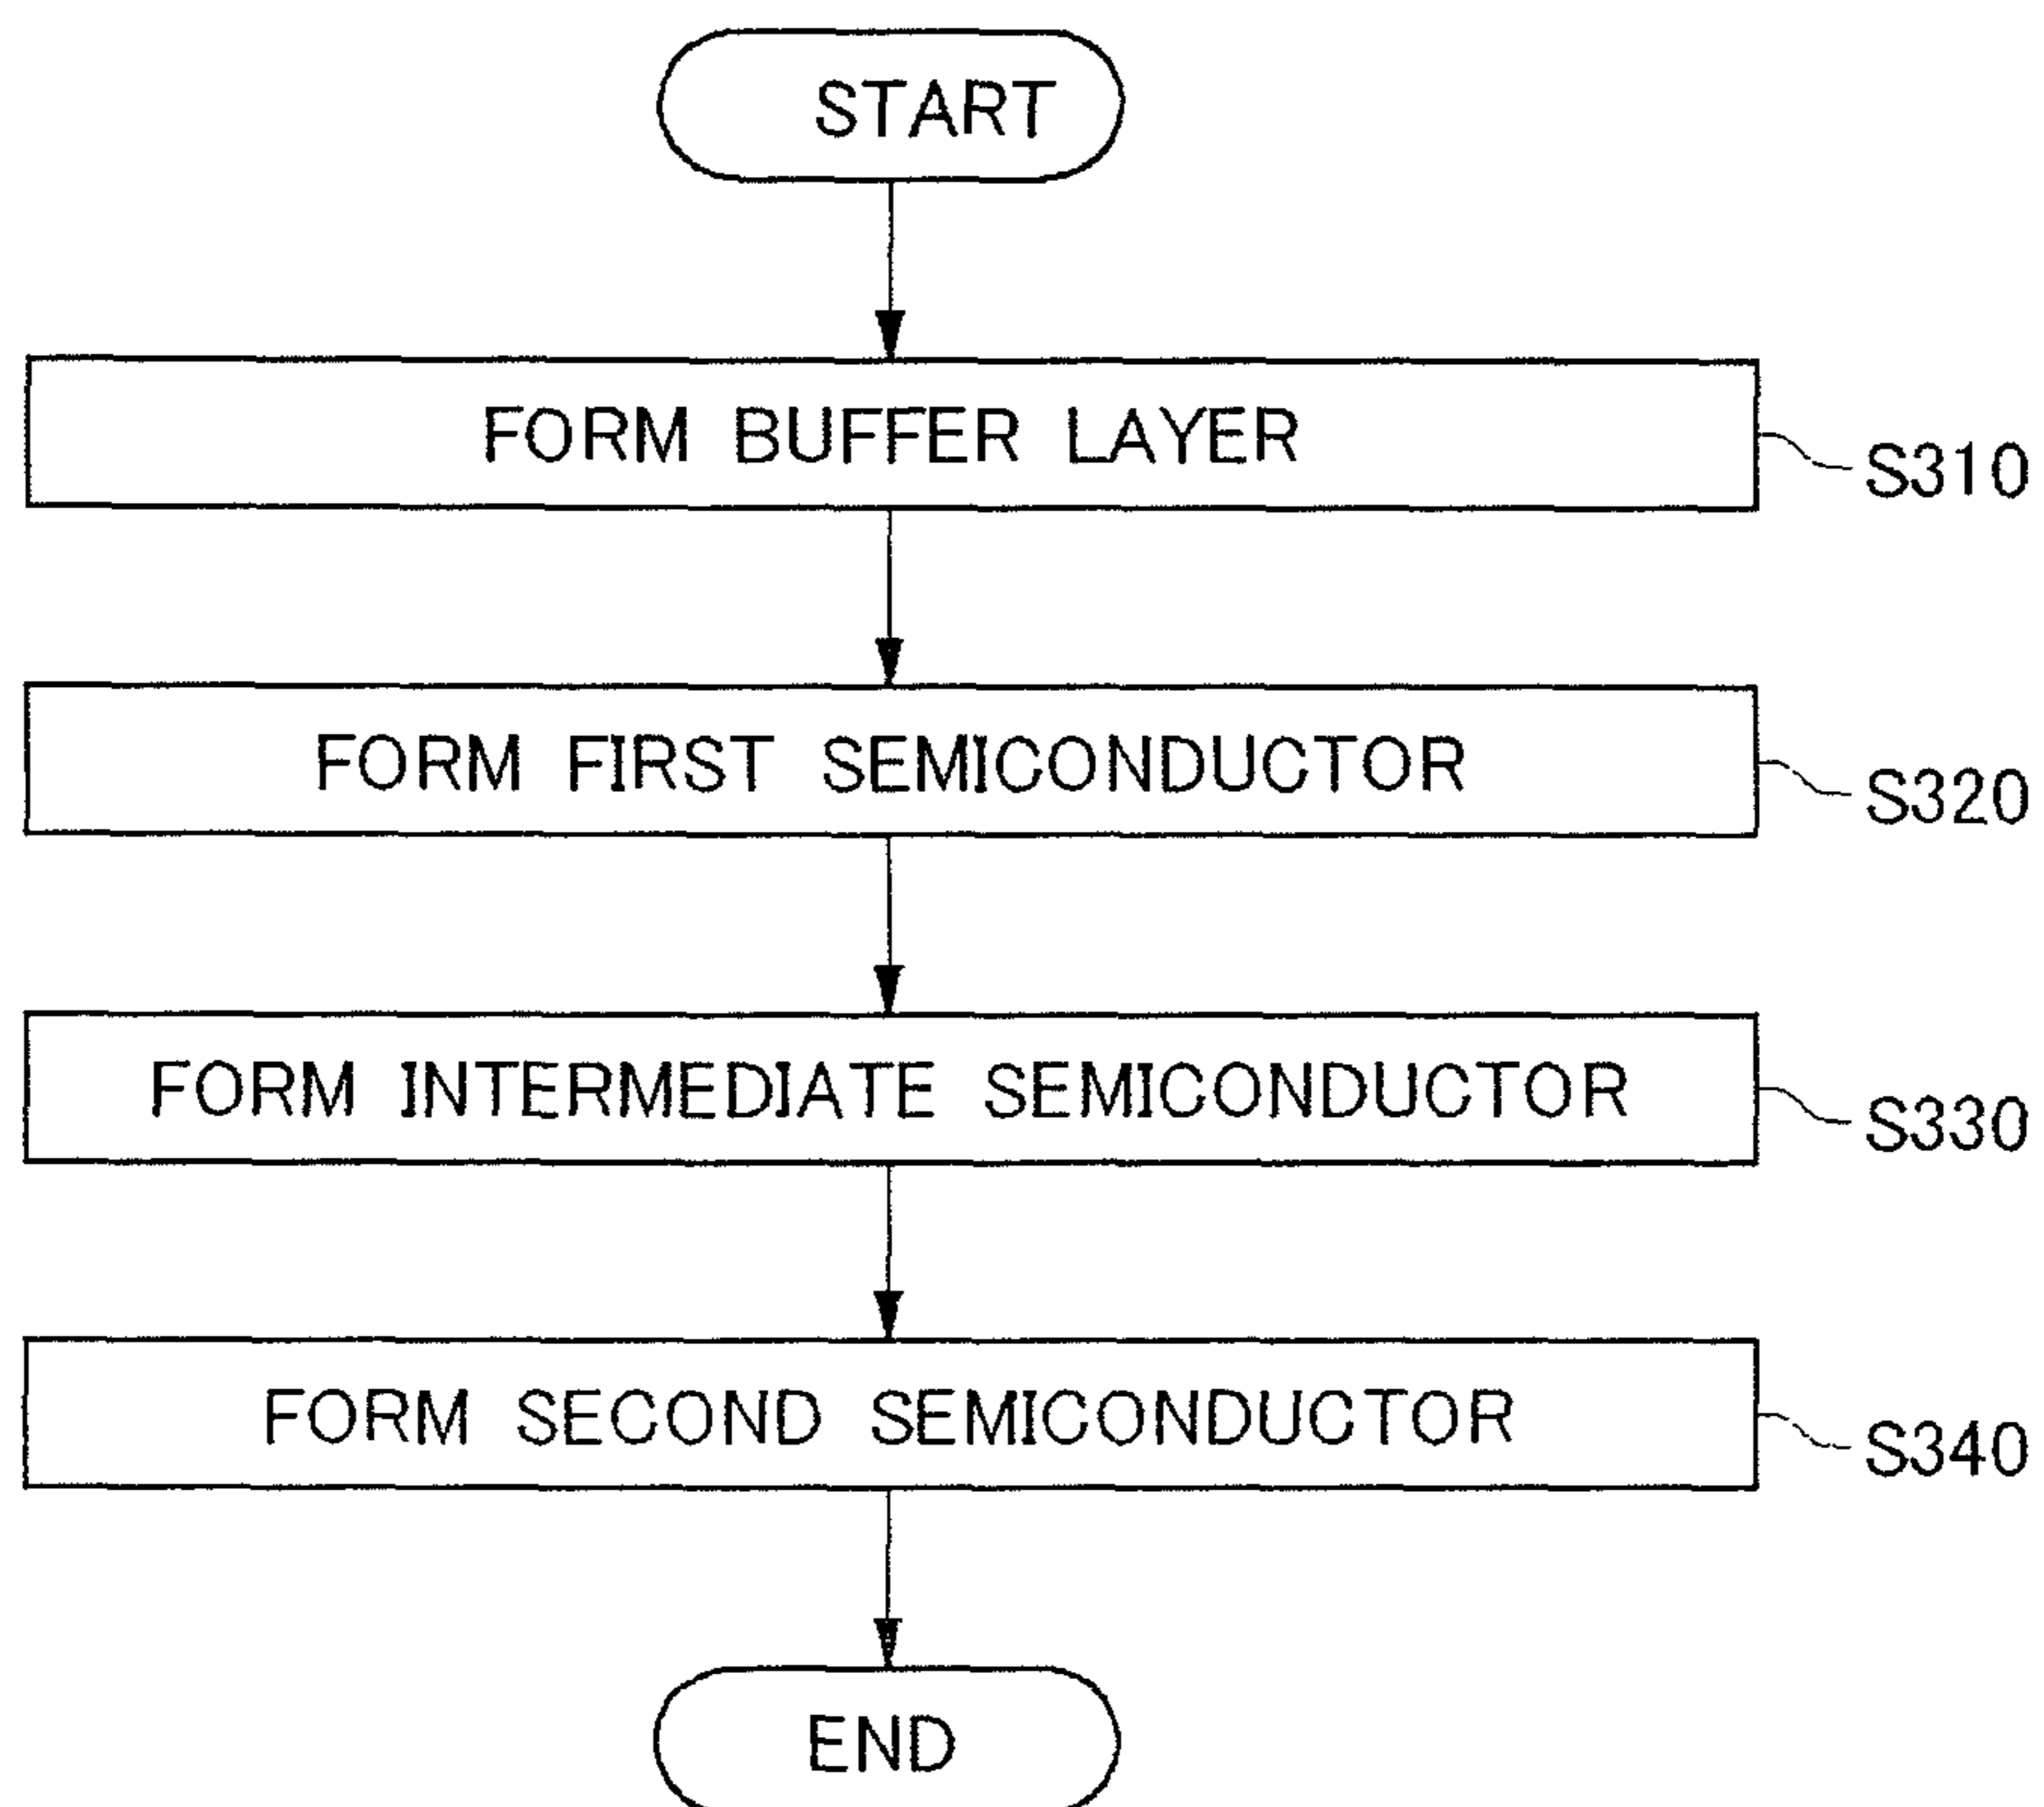 START
FORM BUFFER LAYER
S310
FORM FIRST SEMICONDUCTOR
S320
FORM INTERMEDIATE SEMICONDUCTOR
S330
FORM SECOND SEMICONDUCTOR
S340
END